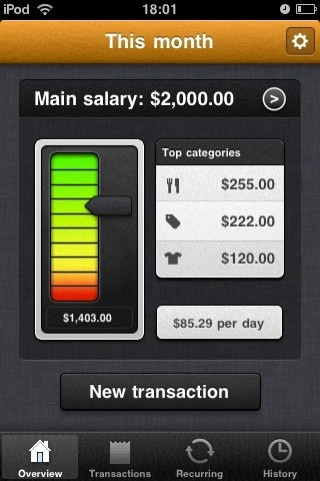 iPod 18:01
This month
Main salary: $2,000.00
Top categories
$255.00
$222.00
$120.00
$1,403.00
$85.29 per day
New transaction
Overview Transactions Recurring History